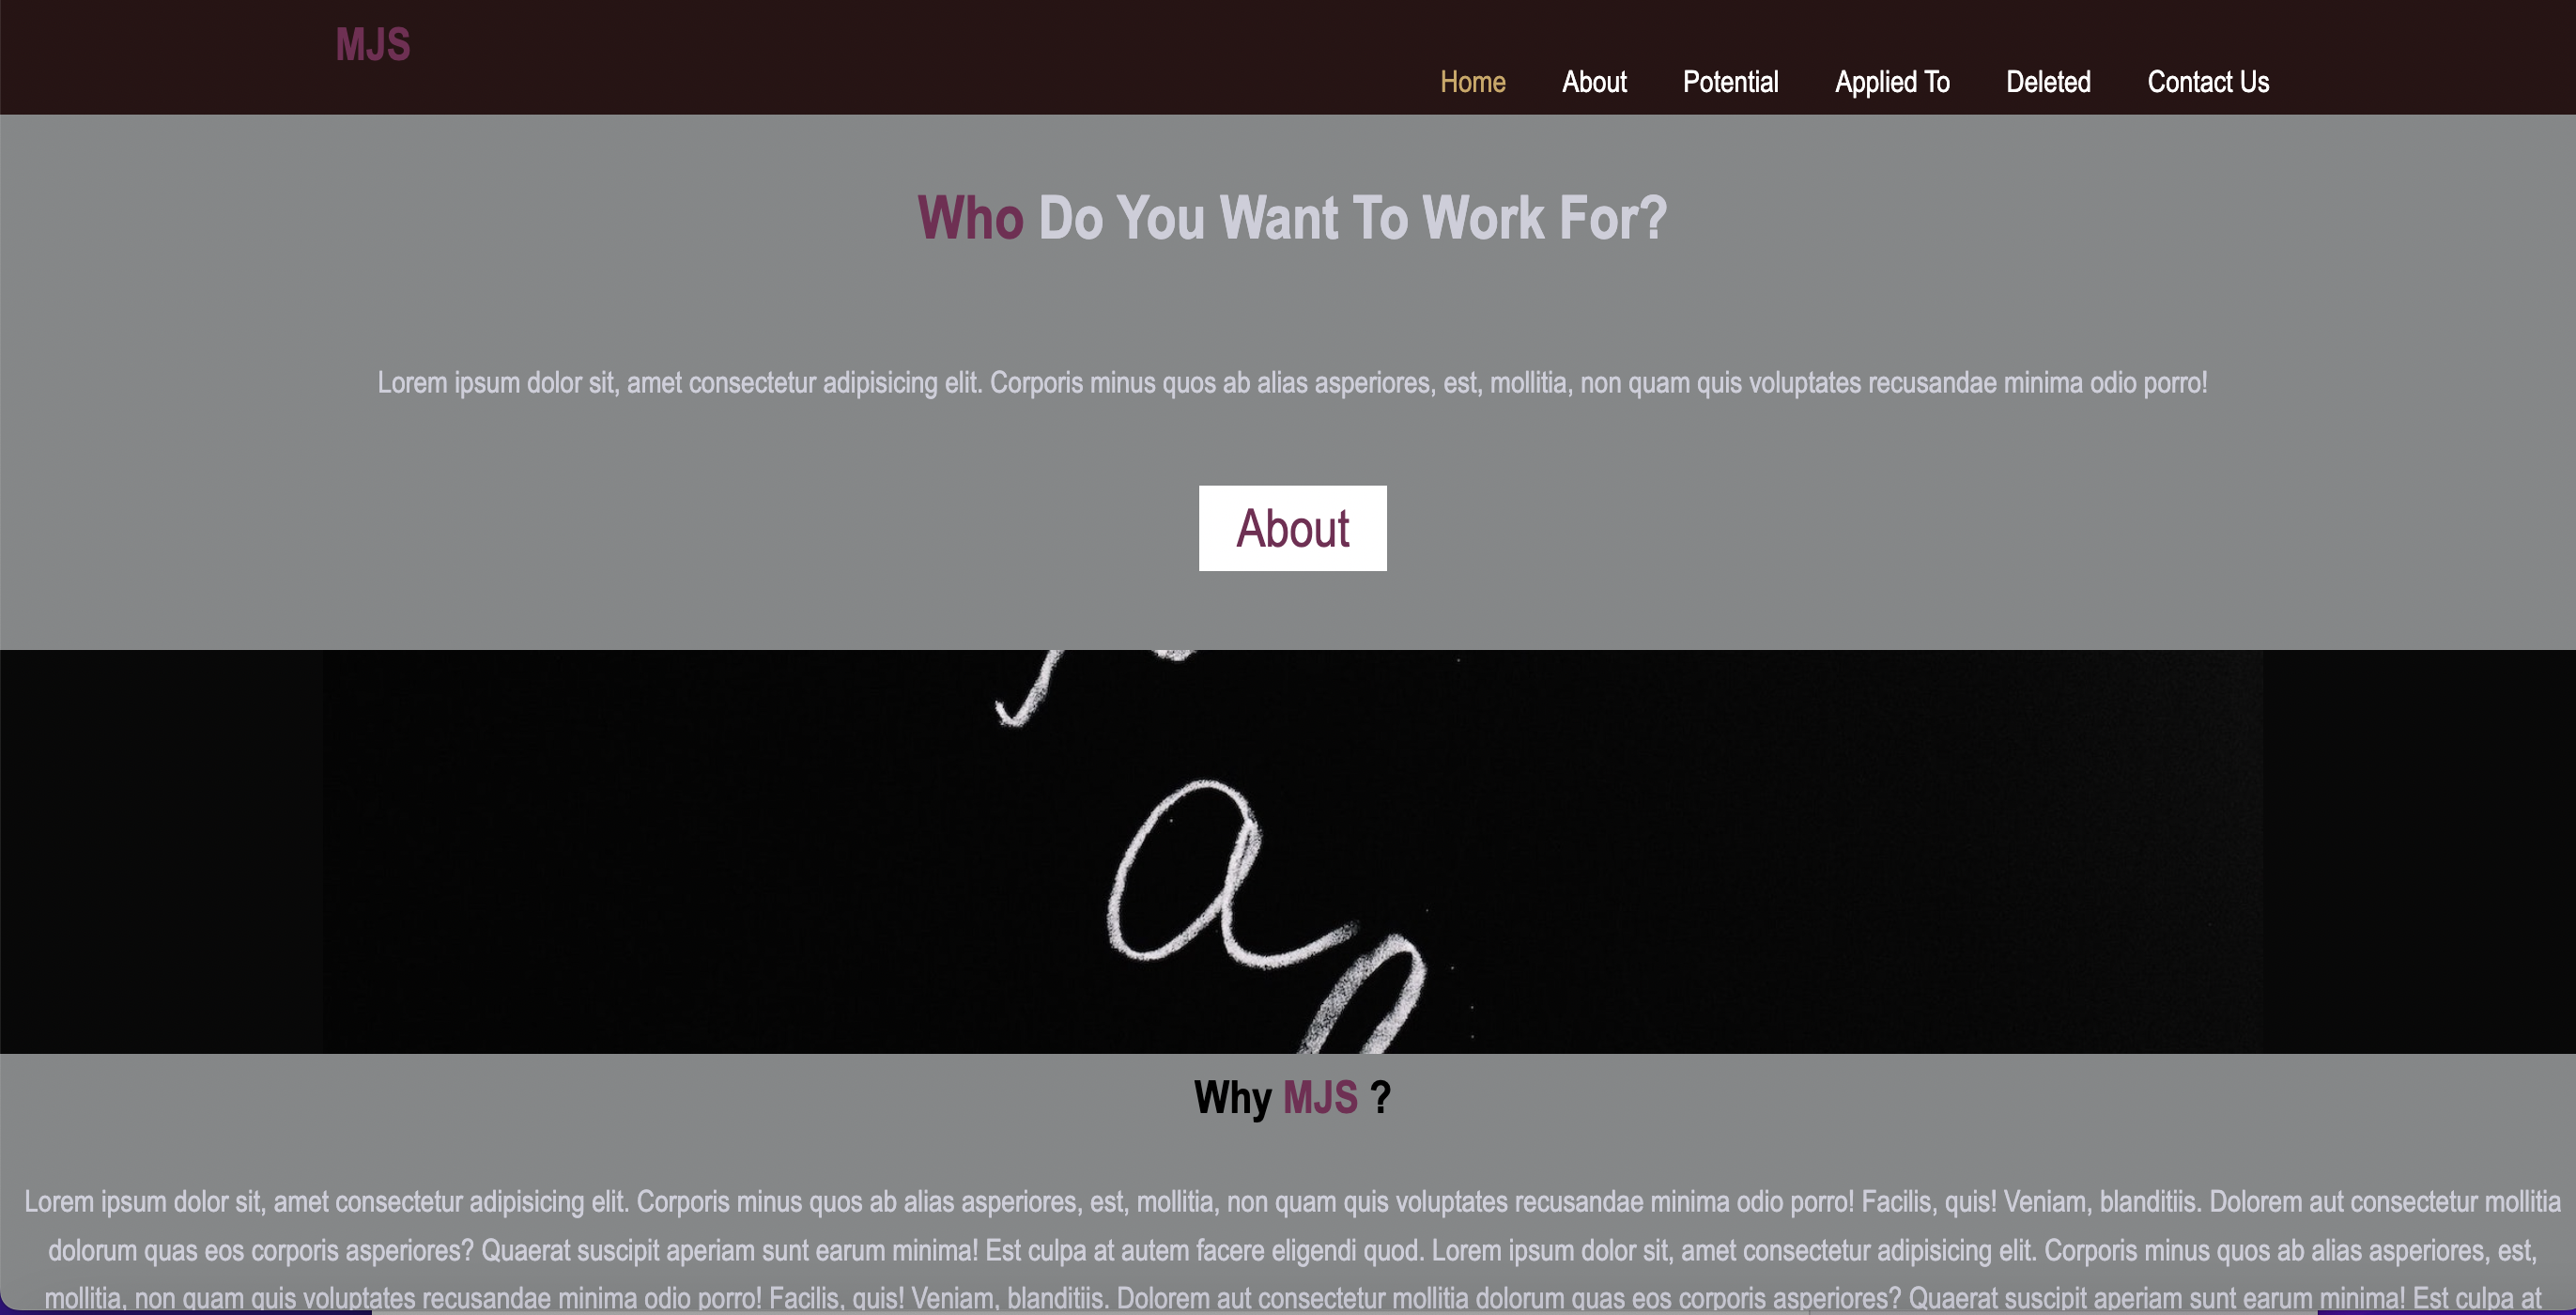 MJS
Home About Potential Applied To Deleted Contact Us
Who Do You Want To Work For?
Lorem ipsum dolor sit, amet consectetur adipisicing elit. Corporis minus quos ab alias asperiores, est, mollitia, non quam quis voluptates recusandae minima odio porro!
About
a
Why MJS ?
Lorem ipsum dolor sit, amet consectetur adipisicing elit. Corporis minus quos ab alias asperiores, est, mollitia, non quam quis voluptates recusandae minima odio porro! Facilis, quis! Veniam, blanditiis. Dolorem aut consectetur mollitia
dolorum quas eos corporis asperiores? Quaerat suscipit aperiam sunt earum minima! Est culpa at autem facere eligendi quod. Lorem ipsum dolor sit, amet consectetur adipisicing elit. Corporis minus quos ab alias asperiores, est,
mollitia, non quam quis voluptates recusandae minima odio porro! Facilis, quis! Veniam, blanditiis. Dolorem aut consectetur mollitia dolorum quas eos corporis asperiores? Quaerat suscipit aperiam sunt earum minima! Est culpa at